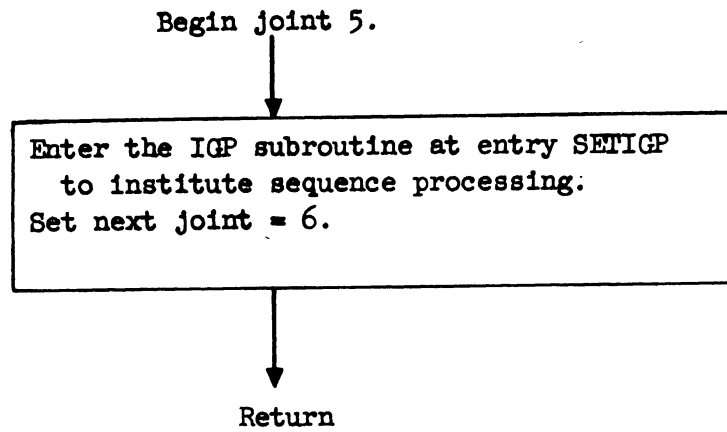 Begin joint 5.
Enter the IGP subroutine at entry SETIGP
to institute sequence processing.
Set next joint = 6.
Return